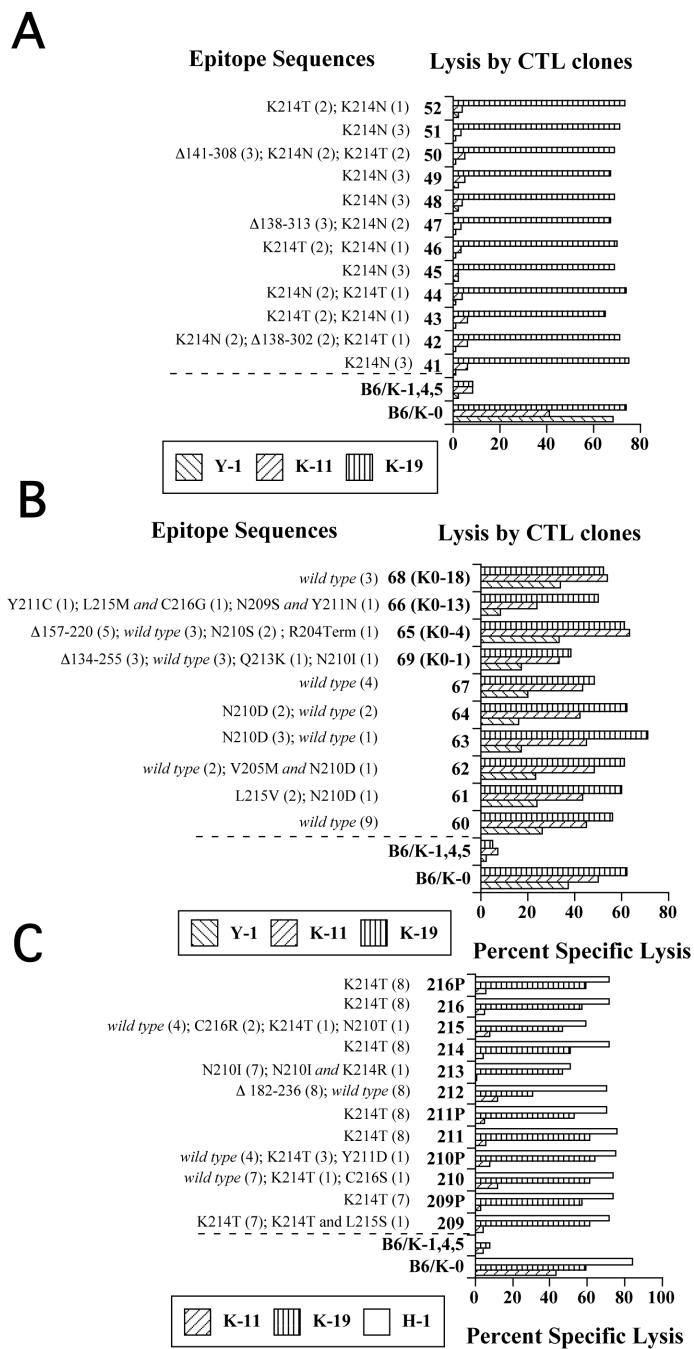 A
Epitope Sequences Lysis by CTL clones
K214T (2); K214N (1) 52
K214N (3) 51
Δ141-308 (3); K214N (2); K214T (2) 50
K214N (3) 49
K214N (3) 48
Δ138-313 (3); K214N (2) 47
K214T (2); K214N (1) 46
K214N (3) 45
K214N (2); K214T (1) 44
K214T (2); K214N (1) 43
K214N (2); Δ138-302 (2); K214T (1) 42
K214N (3) 41
B6/K-1,4,5
B6/K-0
0 20 40 60 80
Y-1 K-11 K-19
B
Epitope Sequences Lysis by CTL clones
wild type (3) 68 (K0-18)
Y211C (1); L215M and C216G (1); N209S and Y211N (1) 66 (K0-13)
Δ157-220 (5); wild type (3); N210S (2) ; R204Term (1) 65 (K0-4)
Δ134-255 (3); wild type (3); Q213K (1); N210I (1) 69 (K0-1)
wild type (4) 67
N210D (2); wild type (2) 64
N210D (3); wild type (1) 63
wild type (2); V205M and N210D (1) 62
L215V (2); N210D (1) 61
wild type (9) 60
B6/K-1,4,5
B6/K-0
0 20 40 60 80
Y-1 K-11 K-19
Percent Specific Lysis
C
K214T (8) 216P
K214T (8) 216
wild type (4); C216R (2); K214T (1); N210T (1) 215
K214T (8) 214
N210I (7); N210I and K214R (1) 213
Δ 182-236 (8); wild type (8) 212
K214T (8) 211P
K214T (8) 211
wild type (4); K214T (3); Y211D (1) 210P
wild type (7); K214T (1); C216S (1) 210
K214T (7) 209P
K214T (7); K214T and L215S (1) 209
B6/K-1,4,5
B6/K-0
0 20 40 60 80 100
K-11 K-19 H-1
Percent Specific Lysis